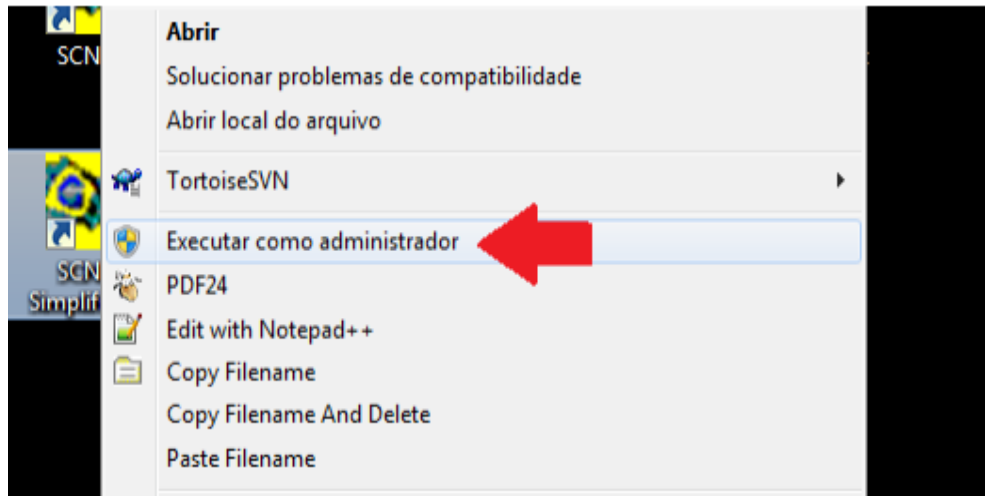 SCN
Abrir
Solucionar problemas de compatibilidade
Abrir local do arquivo
TortoiseSVN
Executar como administrador
SCN
Simplif
PDF24
Edit with Notepad++
Copy Filename
Copy Filename And Delete
Paste Filename